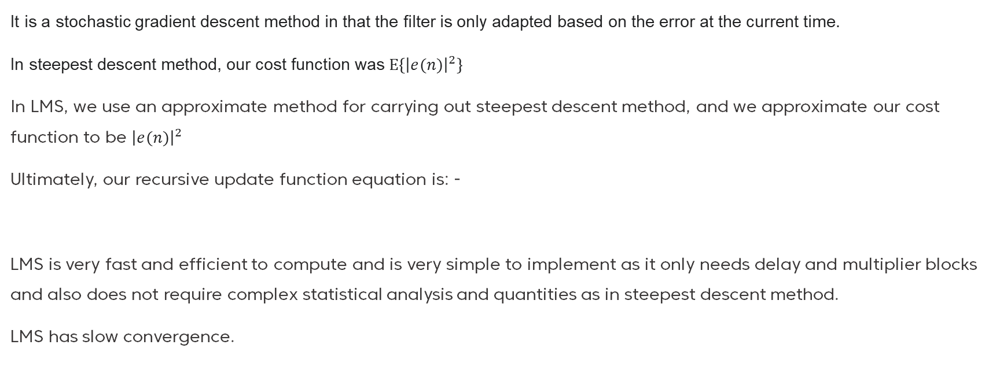 It is a stochastic gradient descent method in that the filter is only adapted based on the error at the current time.
In steepest descent method, our cost function was E{|e(n)|²}
In LMS, we use an approximate method for carrying out steepest descent method, and we approximate our cost
function to be |e(n)|²
Ultimately, our recursive update function equation is: -
LMS is very fast and efficient to compute and is very simple to implement as it only needs delay and multiplier blocks
and also does not require complex statistical analysis and quantities as in steepest descent method.
LMS has slow convergence.